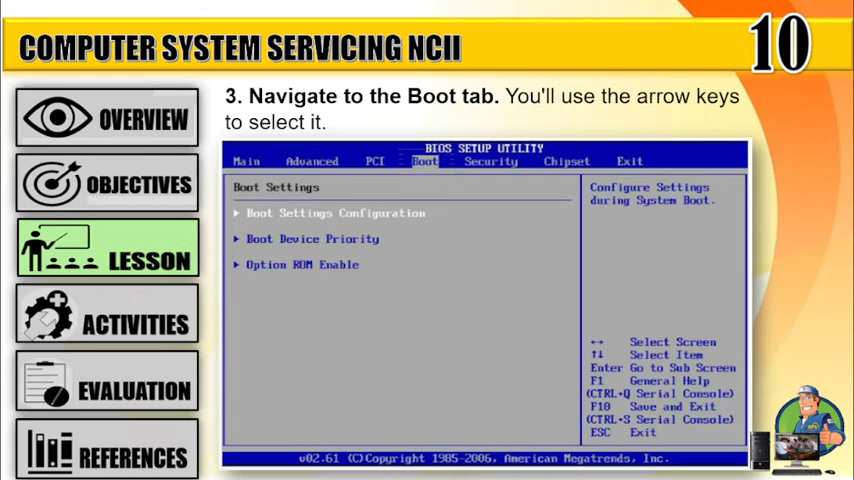 COMPUTER SYSTEM SERVICING NCII
10
OVERVIEW
OBJECTIVES
LESSON
ACTIVITIES
EVALUATION
REFERENCES
3. Navigate to the Boot tab. You'll use the arrow keys
to select it.
BIOS SETUP UTILITY
Main Advanced PCI Boot Security Chipset Exit
Boot Settings
Boot Settings Configuration
Boot Device Priority
Option ROM Enable
Configure Settings
during System Boot.
↔ Select Screen
↑↓ Select Item
Enter Go to Sub Screen
F1 General Help
(CTRL+Q Serial Console)
F10 Save and Exit
(CTRL+S Serial Console)
ESC Exit
v02.61 (C)Copyright 1985-2006, American Megatrends, Inc.